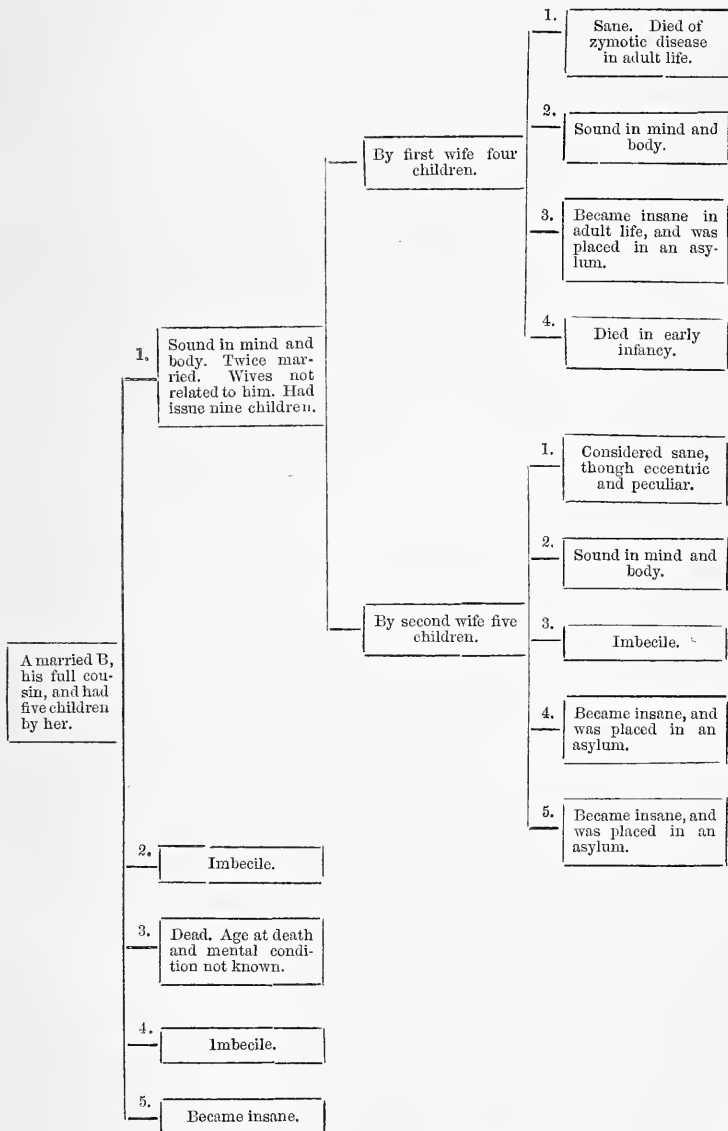 A married B,
his full cou-
sin, and had
five children
by her.
1.
Sound in mind and
body. Twice mar-
ried. Wives not
related to him. Had
issue nine children.
By first wife four
children.
1.
Sane. Died of
zymotic disease
in adult life.
2.
Sound in mind and
body.
3.
Became insane in
adult life, and was
placed in an asy-
lum.
4.
Died in early
infancy.
By second wife five
children.
1.
Considered sane,
though eccentric
and peculiar.
2.
Sound in mind and
body.
3.
Imbecile.
4.
Became insane, and
was placed in an
asylum.
5.
Became insane, and
was placed in an
asylum.
2.
Imbecile.
3.
Dead. Age at death
and mental condi-
tion not known.
4.
Imbecile.
5.
Became insane.